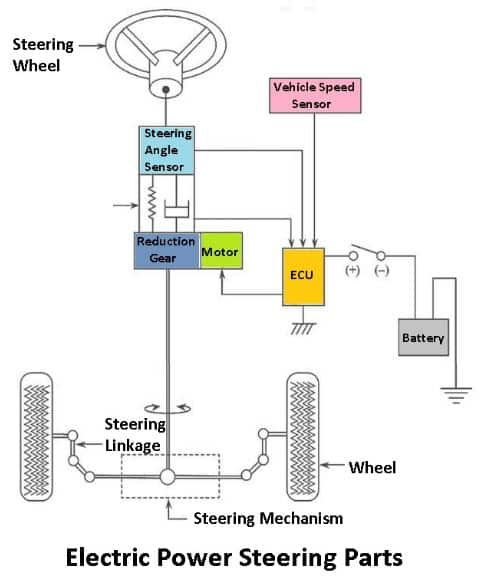 Steering
Wheel
Vehicle Speed
Sensor
Steering
Angle
Sensor
Reduction
Gear
Motor
ECU
(+) (-)
Battery
Steering
Linkage
Wheel
Steering Mechanism
Electric Power Steering Parts